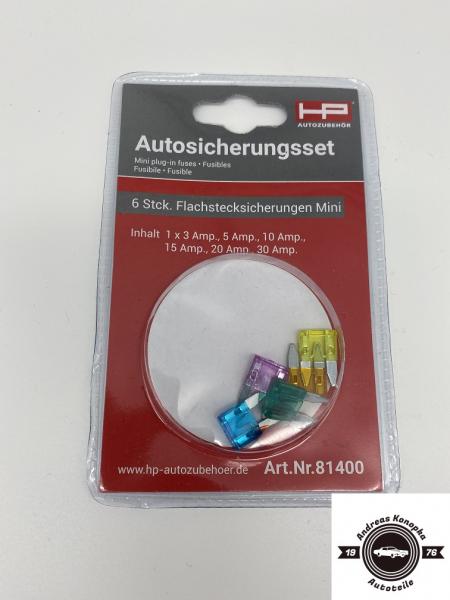 HP
AUTOZUBEHÖR
Autosicherungsset
Mini plug-in fuses • Fusibles
Fusibile • Fusible
6 Stck. Flachstecksicherungen Mini
Inhalt 1 x 3 Amp., 5 Amp., 10 Amp.,
15 Amp., 20 Amp. 30 Amp.
www.hp-autozubehoer.de
Art.Nr.81400
Andreas Konopka
19 76
Autoteile